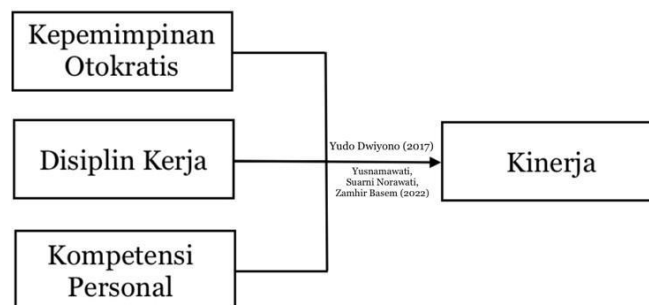 Kepemimpinan
Otokratis
Disiplin Kerja
Kompetensi
Personal
Yudo Dwiyono (2017)
Yusnamawati,
Suarni Norawati,
Zamhir Basem (2022)
Kinerja